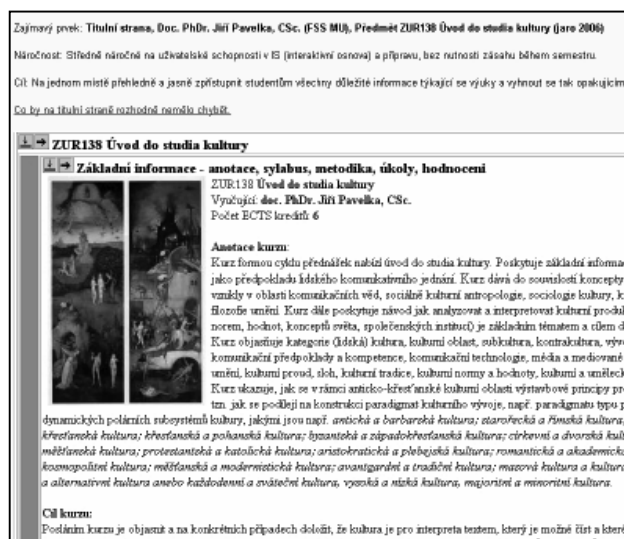 Zajímavý prvek: Titulní strana, Doc. PhDr. Jiří Pavelka, CSc. (FSS MU), Předmět ZUR138 Úvod do studia kultury (jaro 2006)
Náročnost: Středně náročné na uživatelské schopnosti v IS (interaktivní osnova) a přípravu, bez nutnosti zásahu během semestru.
Cíl: Na jednom místě přehledně a jasně zpřístupnit studentům všechny důležité informace týkající se výuky a vyhnout se tak opakujícím
Co by na titulní straně rozhodně nemělo chybět.
ZUR138 Úvod do studia kultury
Základní informace - anotace, sylabus, metodika, úkoly, hodnocení
ZUR138 Úvod do studia kultury
Vyučující: doc. PhDr. Jiří Pavelka, CSc.
Počet ECTS kreditů: 6
Anotace kurzu:
Kurz formou cyklu přednášek nabízí úvod do studia kultury. Poskytuje základní informac
jako předpokladu lidského komunikativního jednání. Kurz dává do souvislostí koncepty
vznikly v oblasti komunikačních věd, sociálně kulturní antropologie, sociologie kultury, k
filozofie umění. Kurz dále poskytuje návod jak analyzovat a interpretovat kulturní produk
norem, hodnot, konceptů světa, společenských institucí) je základním tématem a cílem d
Kurz objasňuje kategorie (lidská) kultura, kulturní oblast, subkultura, kontrakultura, vývo
komunikační předpoklady a kompetence, komunikační technologie, média a mediované
umění, kulturní proud, sloh, kulturní tradice, kulturní normy a hodnoty, kulturní a umělec
Kurz ukazuje, jak se v rámci anticko-křesťanské kulturní oblasti výstavbové principy pro
tzn. jak se podílejí na konstrukci paradigmat kulturního vývoje, např. paradigmatu typu p
dynamických polárních subsystémů kultury, jakými jsou např. antická a barbarská kultura; starořecká a římská kultura;
křesťanská kultura; křesťanská a pohanská kultura; byzantská a západokřesťanská kultura; církevní a dvorská kult
měšťanská kultura; protestantská a katolická kultura; aristokratická a plebejská kultura; romantická a akademick
kosmopolitní kultura; měšťanská a modernistická kultura; avantgardní a tradiční kultura; masová kultura a kultura
a alternativní kultura anebo každodenní a sváteční kultura, vysoká a nízká kultura, majoritní a minoritní kultura.
Cíl kurzu:
Posláním kurzu je objasnit a na konkrétních případech doložit, že kultura je pro interpreta textem, který je možné číst a kter